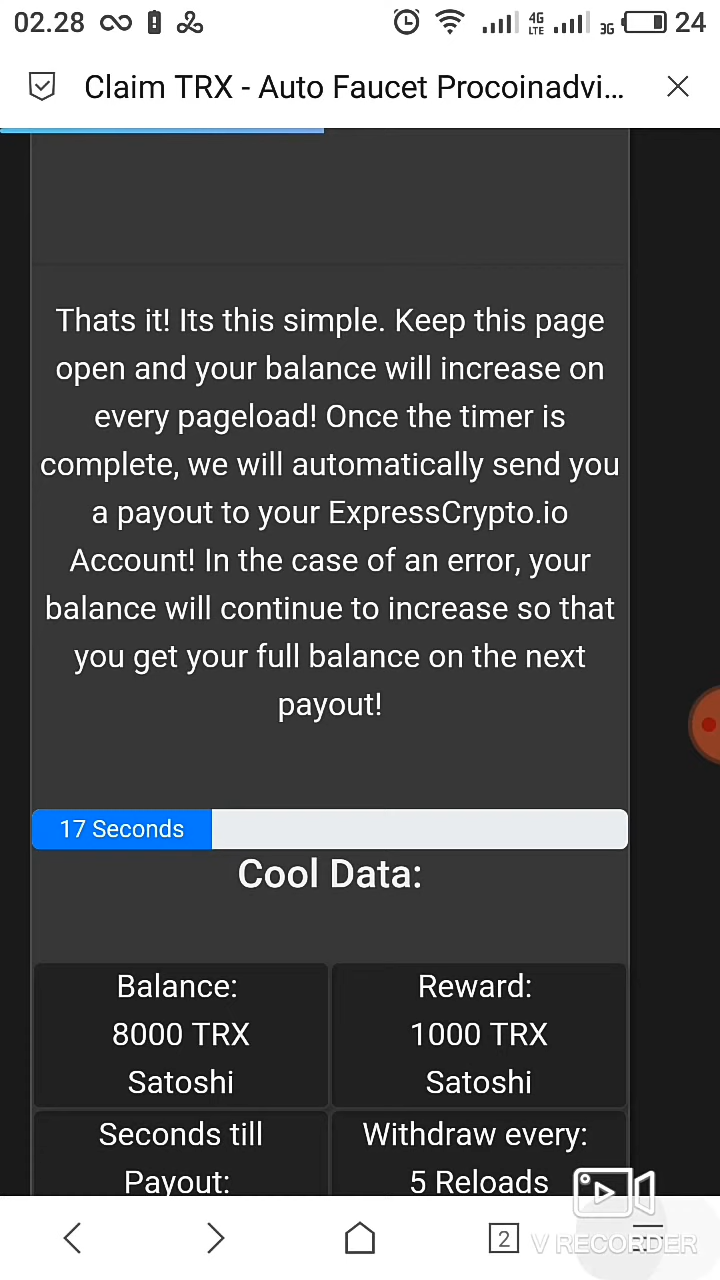 02.28 4G LTE 3G 24
Claim TRX - Auto Faucet Procoinadvi...
Thats it! Its this simple. Keep this page
open and your balance will increase on
every pageload! Once the timer is
complete, we will automatically send you
a payout to your ExpressCrypto.io
Account! In the case of an error, your
balance will continue to increase so that
you get your full balance on the next
payout!
17 Seconds
Cool Data:
Balance:
8000 TRX
Satoshi
Reward:
1000 TRX
Satoshi
Seconds till
Payout:
Withdraw every:
5 Reloads
2
V RECORDER